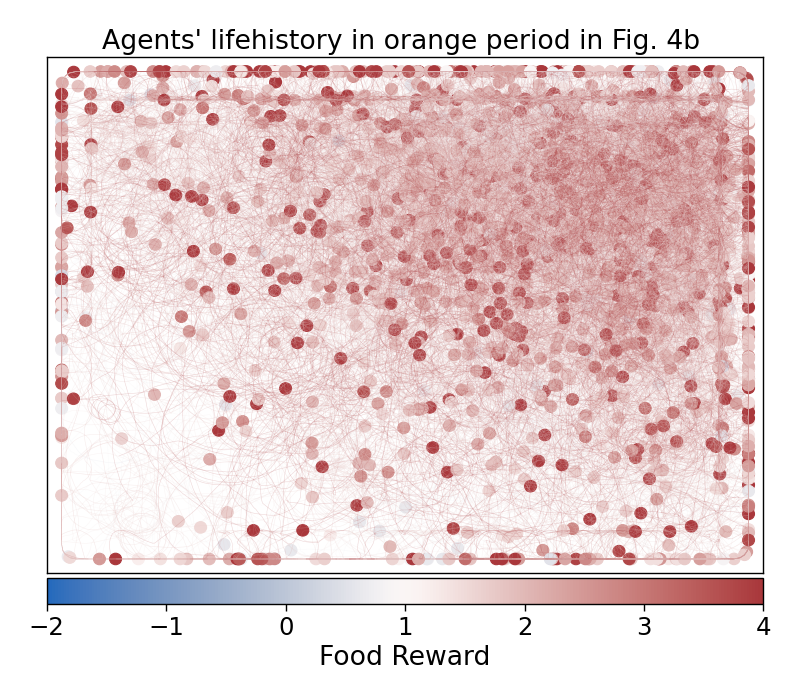 Agents' lifehistory in orange period in Fig. 4b
−2 −1 0 1 2 3 4
Food Reward